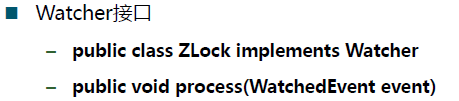 ■ Watcher接口
– public class ZLock implements Watcher
– public void process(WatchedEvent event)